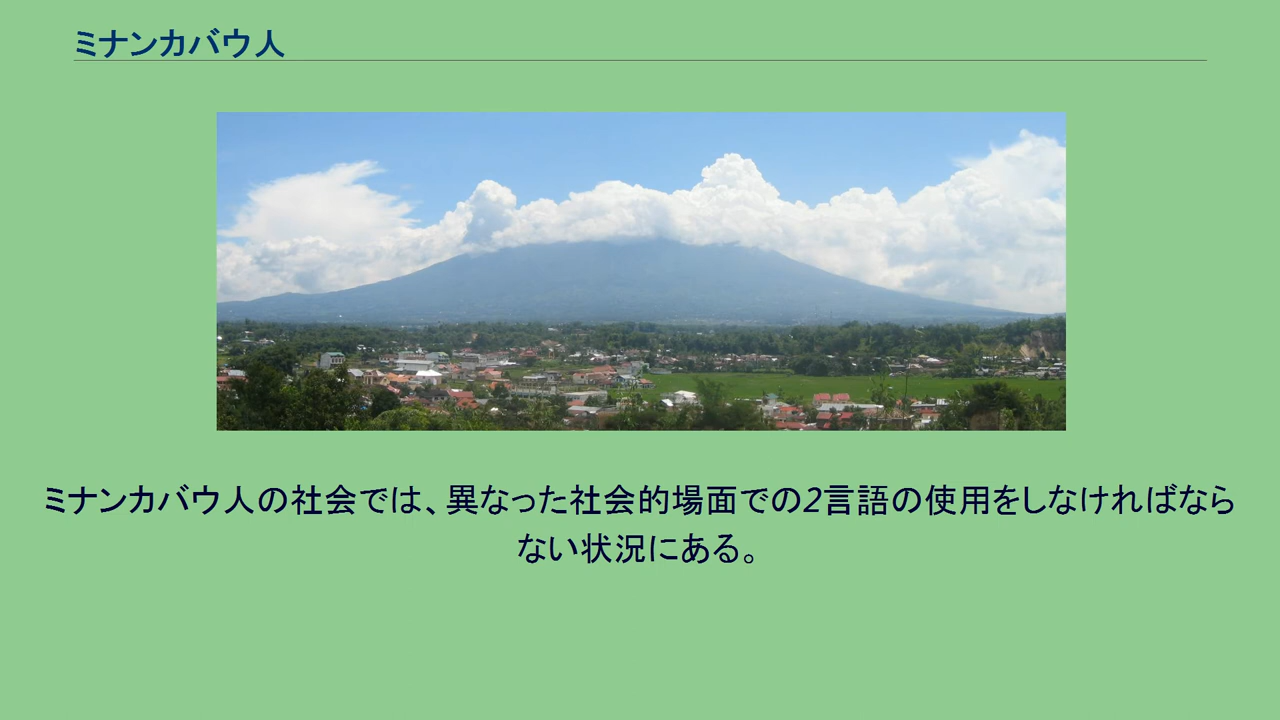 ミナンカバウ人
ミナンカバウ人の社会では、異なった社会的場面での2言語の使用をしなければなら
ない状況にある。